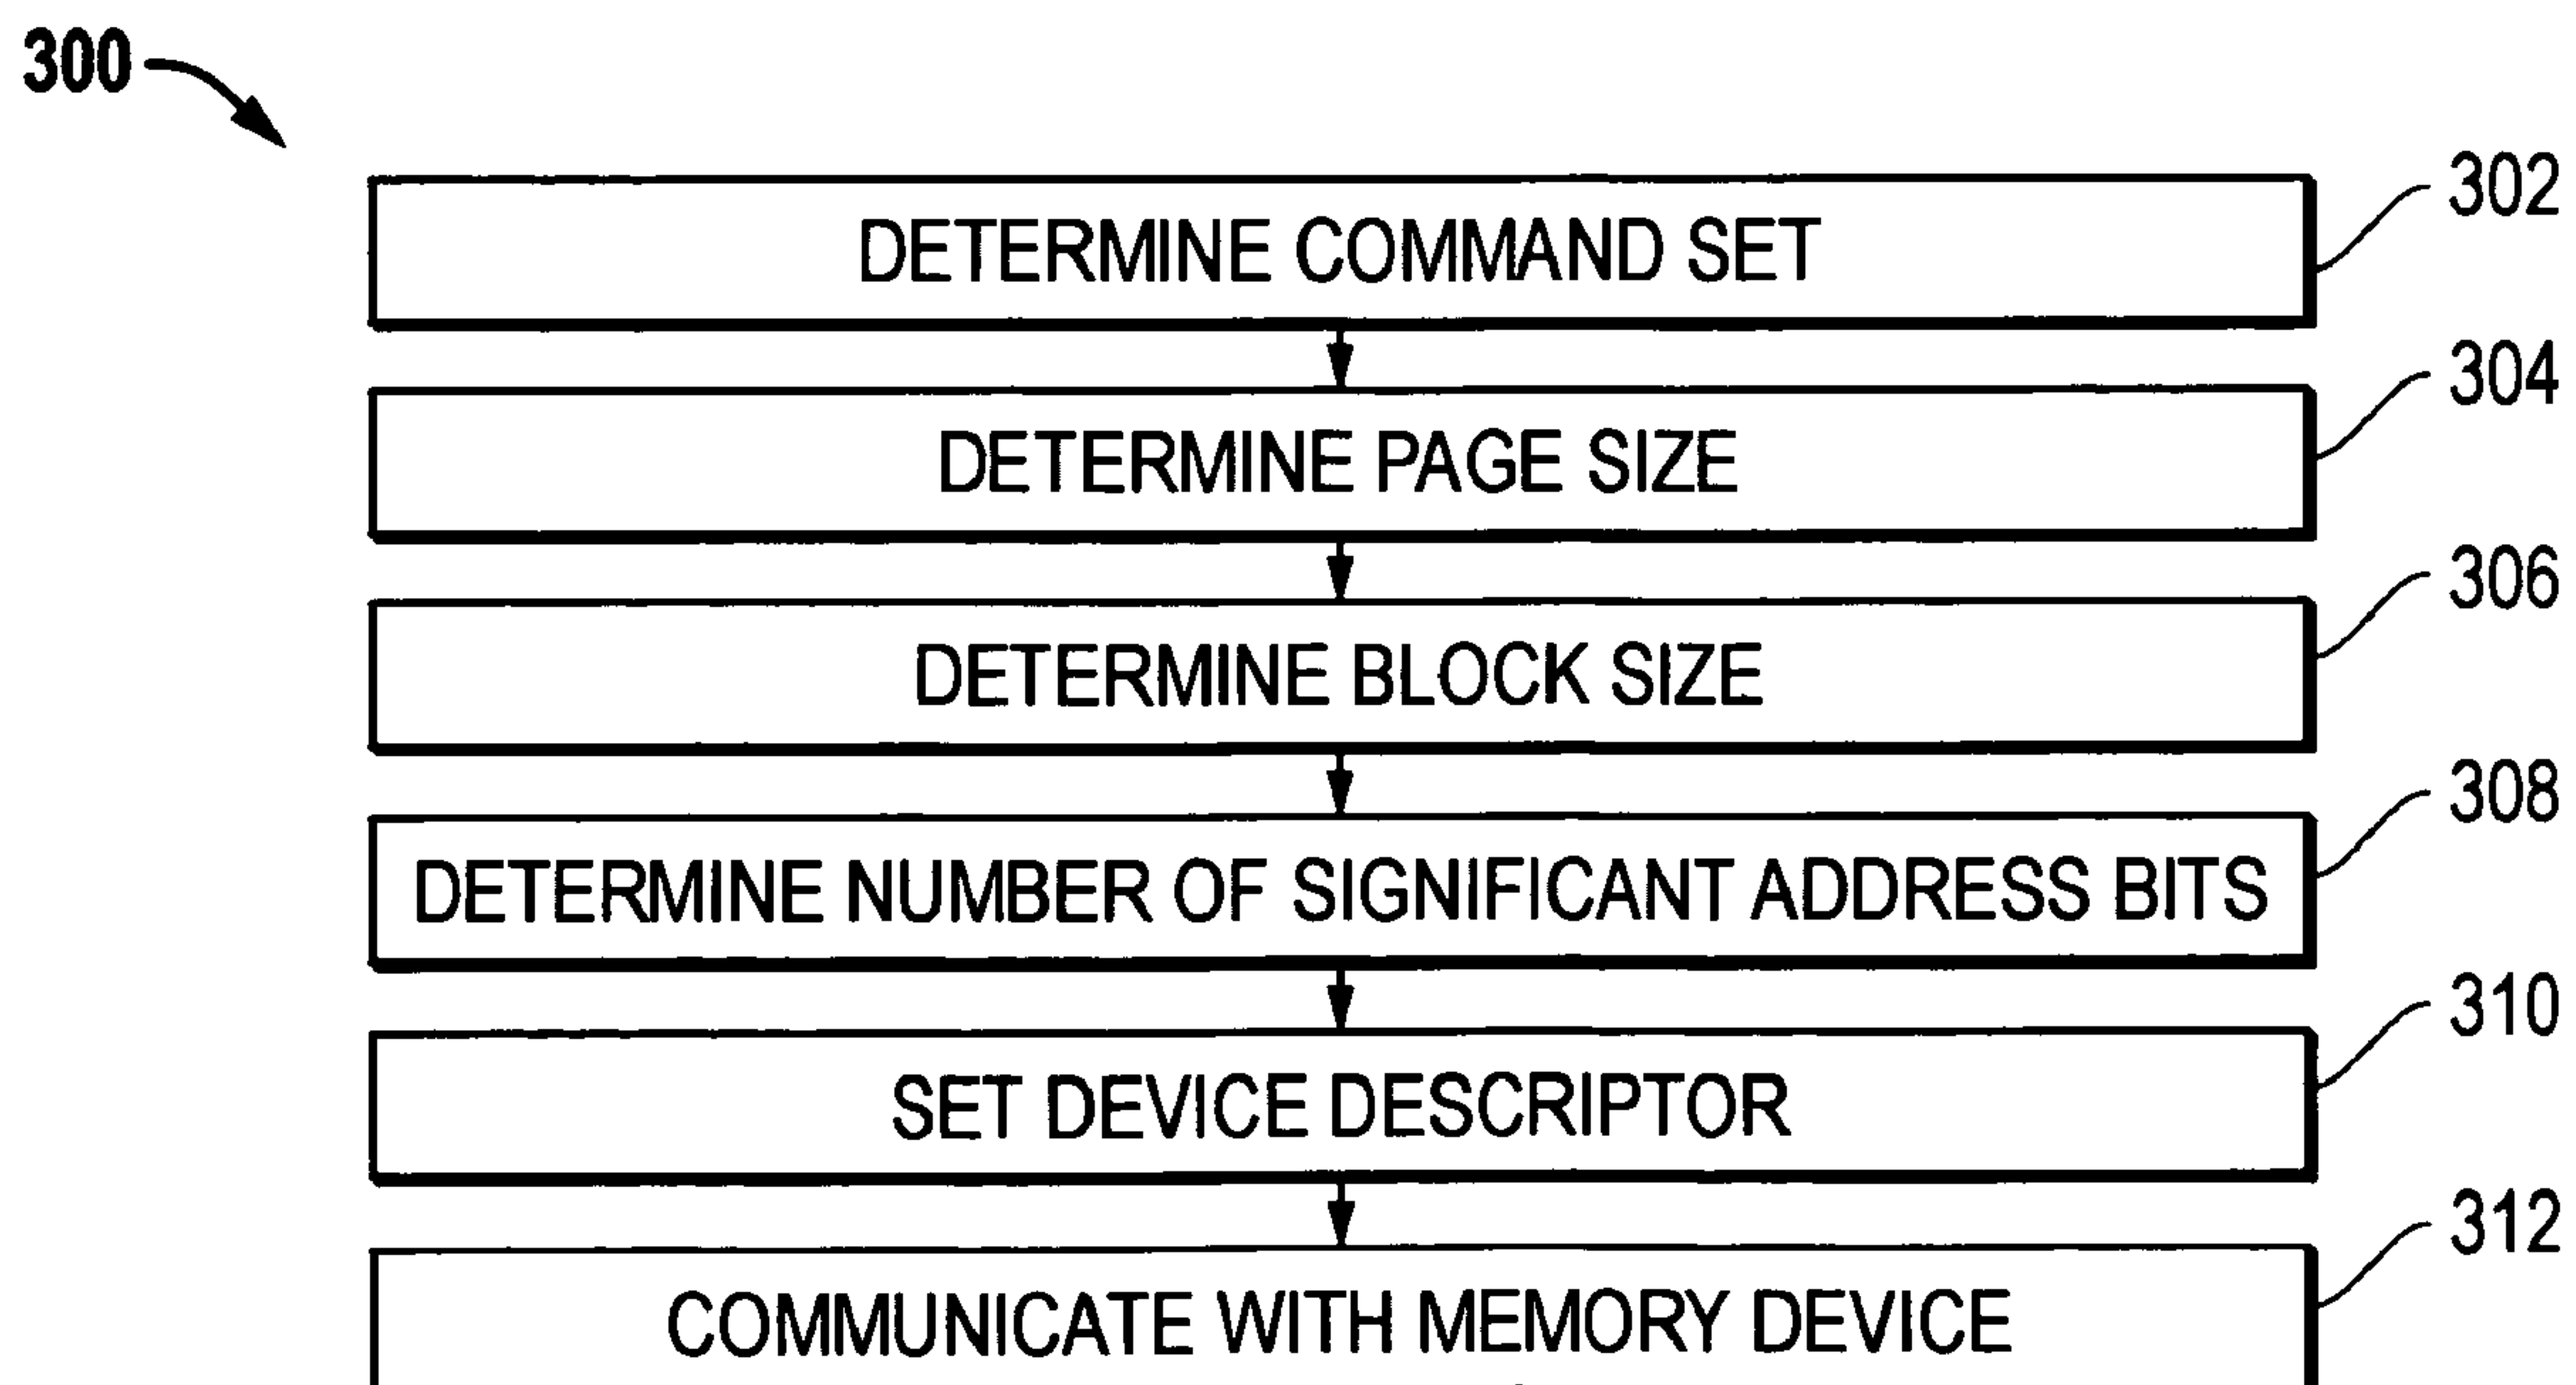 300
DETERMINE COMMAND SET
302
DETERMINE PAGE SIZE
304
DETERMINE BLOCK SIZE
306
DETERMINE NUMBER OF SIGNIFICANT ADDRESS BITS
308
SET DEVICE DESCRIPTOR
310
COMMUNICATE WITH MEMORY DEVICE
312